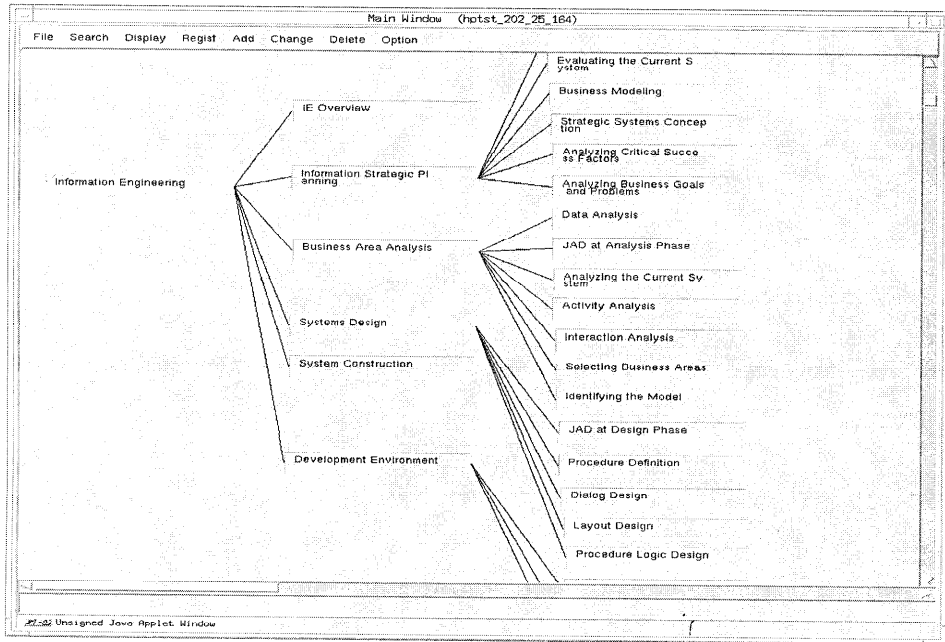 Main Window (hptst_202_25_164)
File Search Display Regist Add Change Delete Option
Evaluating the Current S
ystem
IE Overview
Business Modeling
Strategic Systems Concep
tion
Analyzing Critical Succe
ss Factors
Information Engineering
Information Strategic Pl
anning
Analyzing Business Goals
and Problems
Data Analysis
Business Area Analysis
JAD at Analysis Phase
Analyzing the Current Sy
stem
Activity Analysis
Systems Design
Interaction Analysis
System Construction
Selecting Business Areas
Identifying the Model
JAD at Design Phase
Development Environment
Procedure Definition
Dialog Design
Layout Design
Procedure Logic Design
Unsigned Java Applet Window